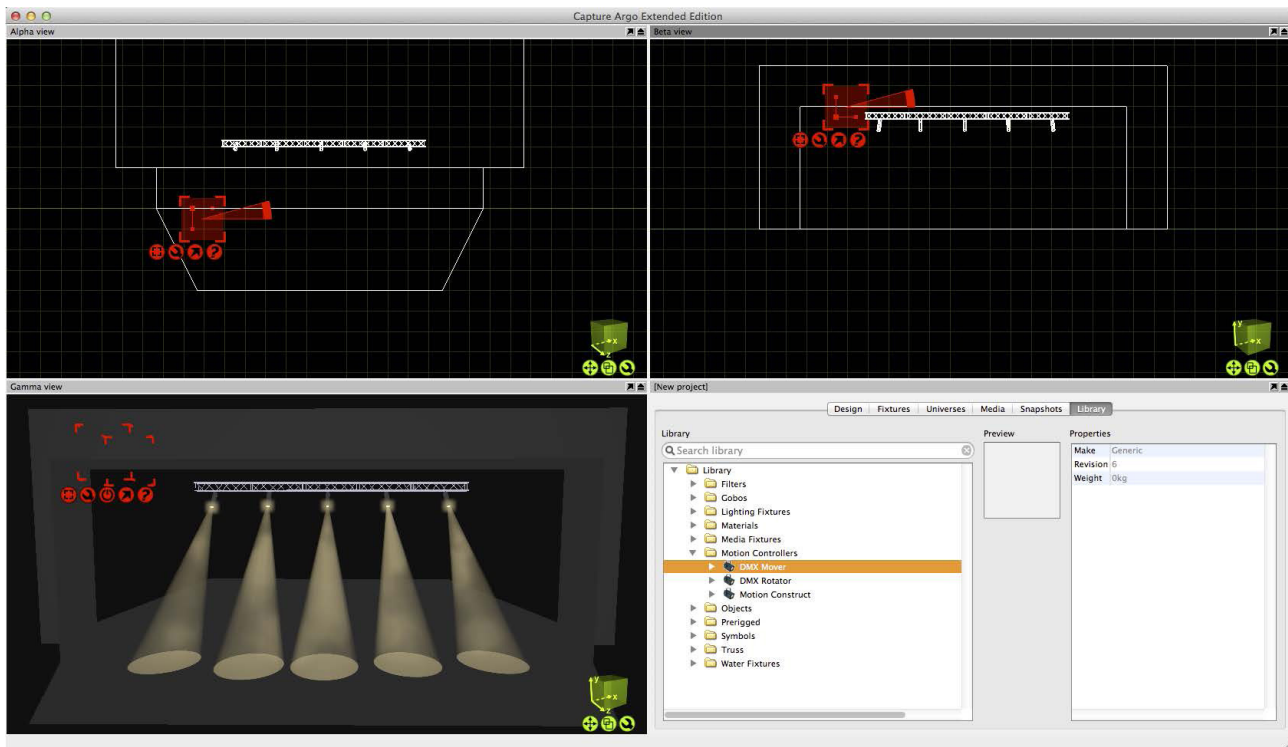 Capture Argo Extended Edition
Alpha view
Beta view
x
z
y
x
Gamma view
y
x
z
[New project]
Design Fixtures Universes Media Snapshots Library
Library Preview Properties
Search library
Make Generic
Revision 6
Weight 0kg
Library
Filters
Gobos
Lighting Fixtures
Materials
Media Fixtures
Motion Controllers
DMX Mover
DMX Rotator
Motion Construct
Objects
Prerigged
Symbols
Truss
Water Fixtures